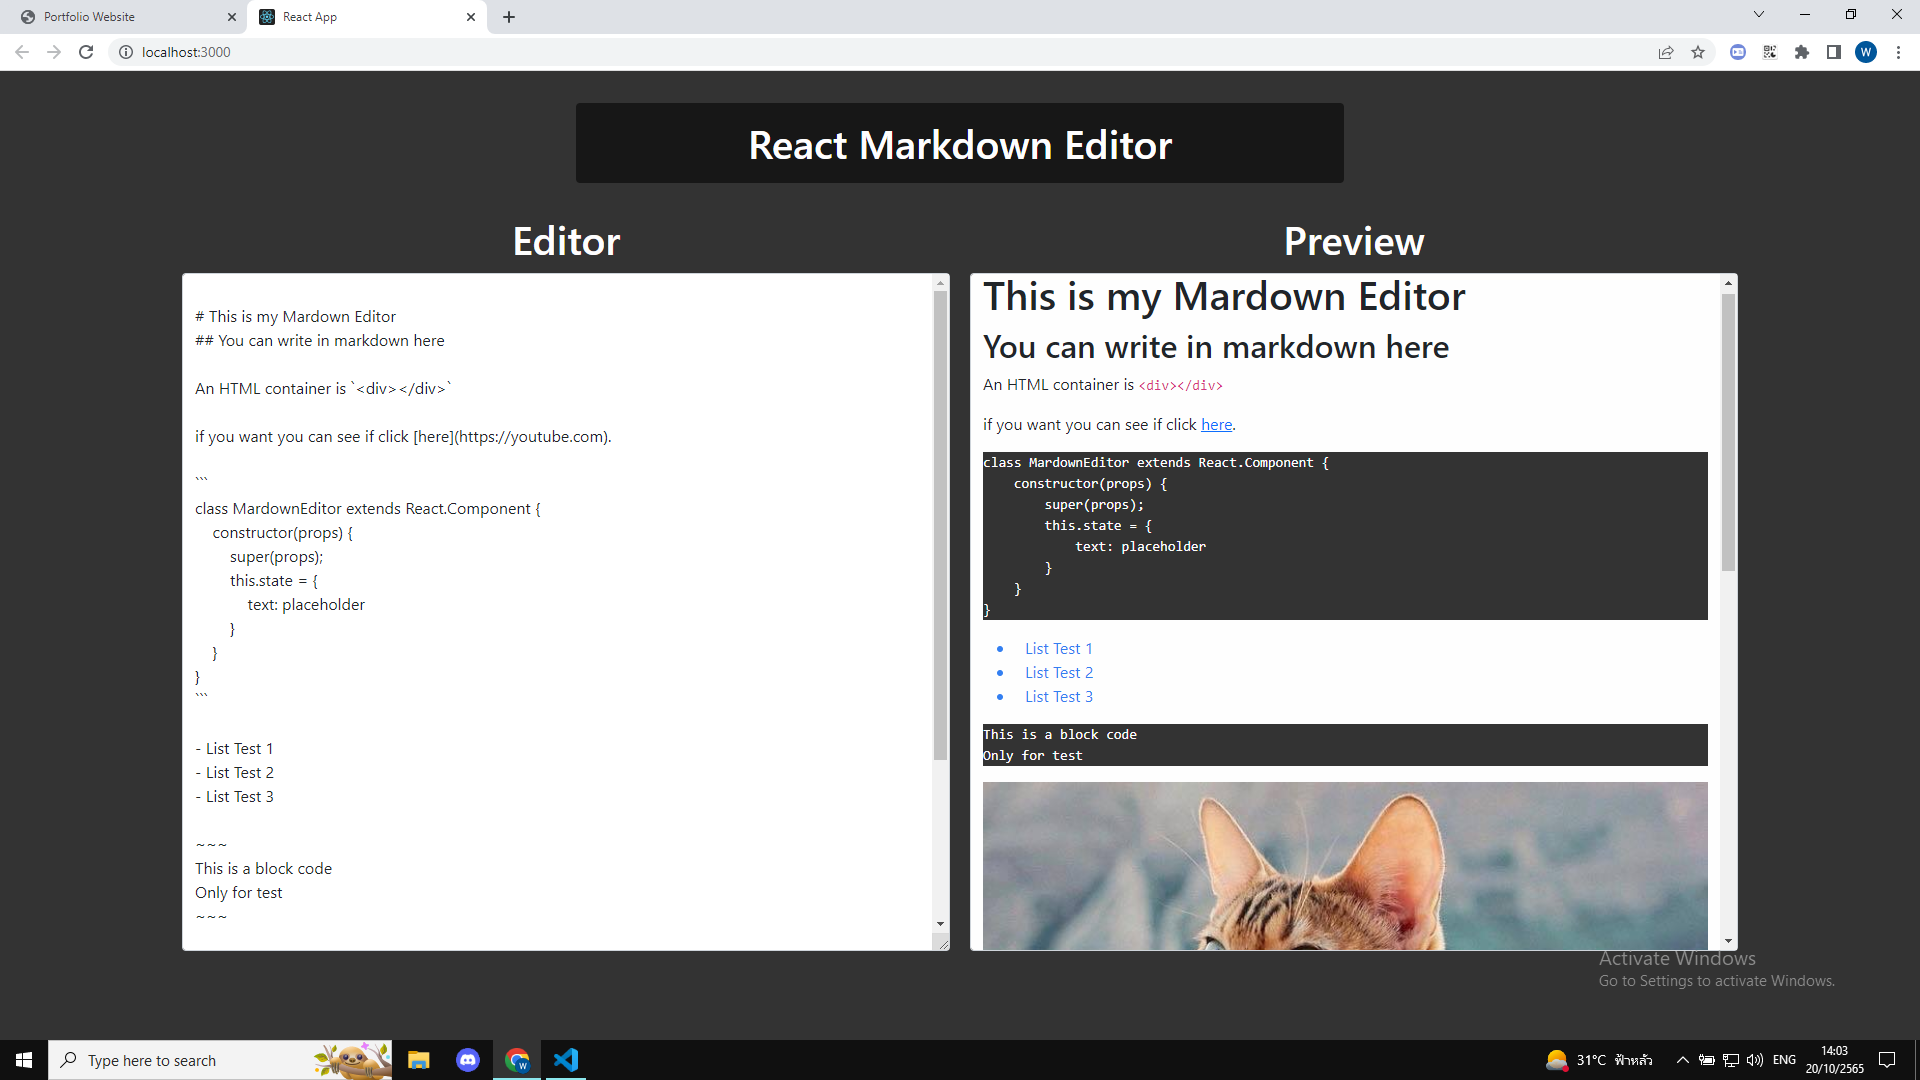 Portfolio Website
React App
localhost:3000
W
React Markdown Editor
Editor
Preview
# This is my Mardown Editor
## You can write in markdown here
An HTML container is `<div></div>`
if you want you can see if click [here](https://youtube.com).
```
class MardownEditor extends React.Component {
    constructor(props) {
        super(props);
        this.state = {
            text: placeholder
        }
    }
}
```
- List Test 1
- List Test 2
- List Test 3
~~~
This is a block code
Only for test
~~~
This is my Mardown Editor
You can write in markdown here
An HTML container is <div></div>
if you want you can see if click here.
class MardownEditor extends React.Component {
    constructor(props) {
        super(props);
        this.state = {
            text: placeholder
        }
    }
}
• List Test 1
• List Test 2
• List Test 3
This is a block code
Only for test
Activate Windows
Go to Settings to activate Windows.
Type here to search
W
31°C ฟ้าหลัว
ENG
14:03
20/10/2565